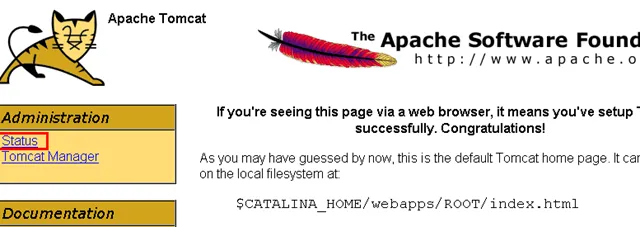 Apache Tomcat
The Apache Software Found
http://www.apache.o
Administration
Status
Tomcat Manager
Documentation
If you're seeing this page via a web browser, it means you've setup T
successfully. Congratulations!
As you may have guessed by now, this is the default Tomcat home page. It can
on the local filesystem at:
$CATALINA_HOME/webapps/ROOT/index.html